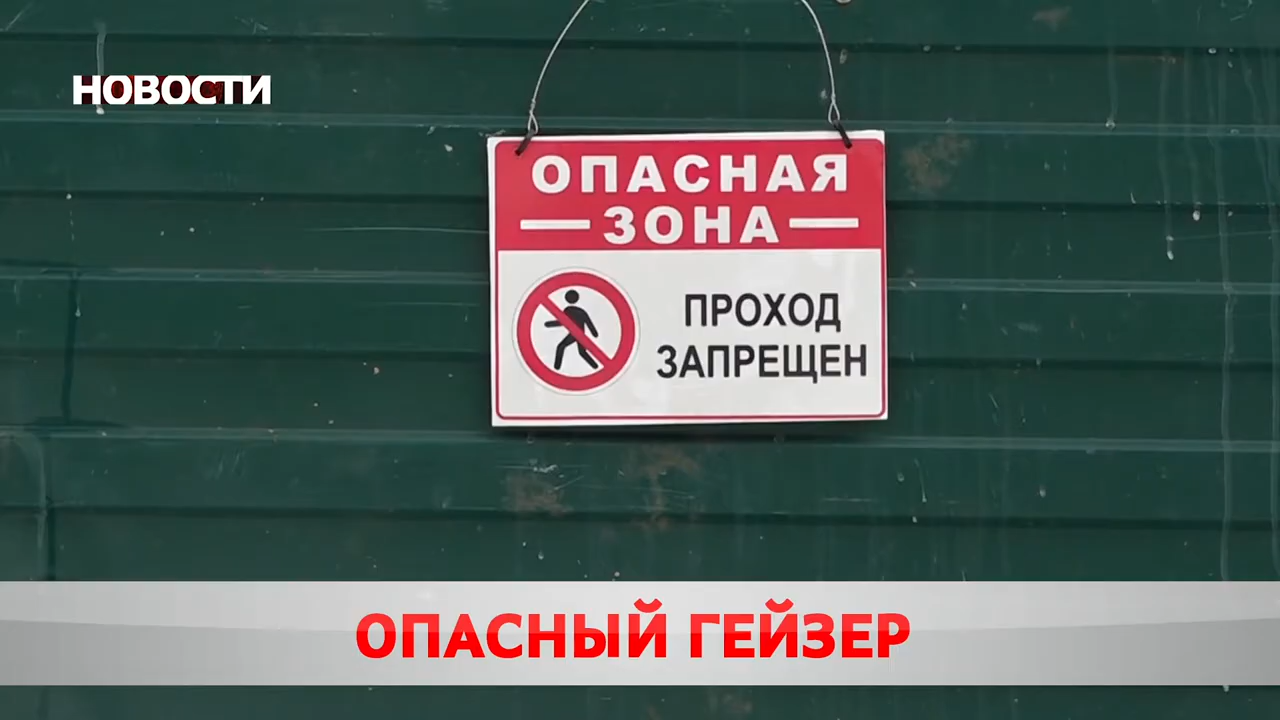 НОВОСТИ
ОПАСНАЯ
ЗОНА
ПРОХОД
ЗАПРЕЩЕН
ОПАСНЫЙ ГЕЙЗЕР